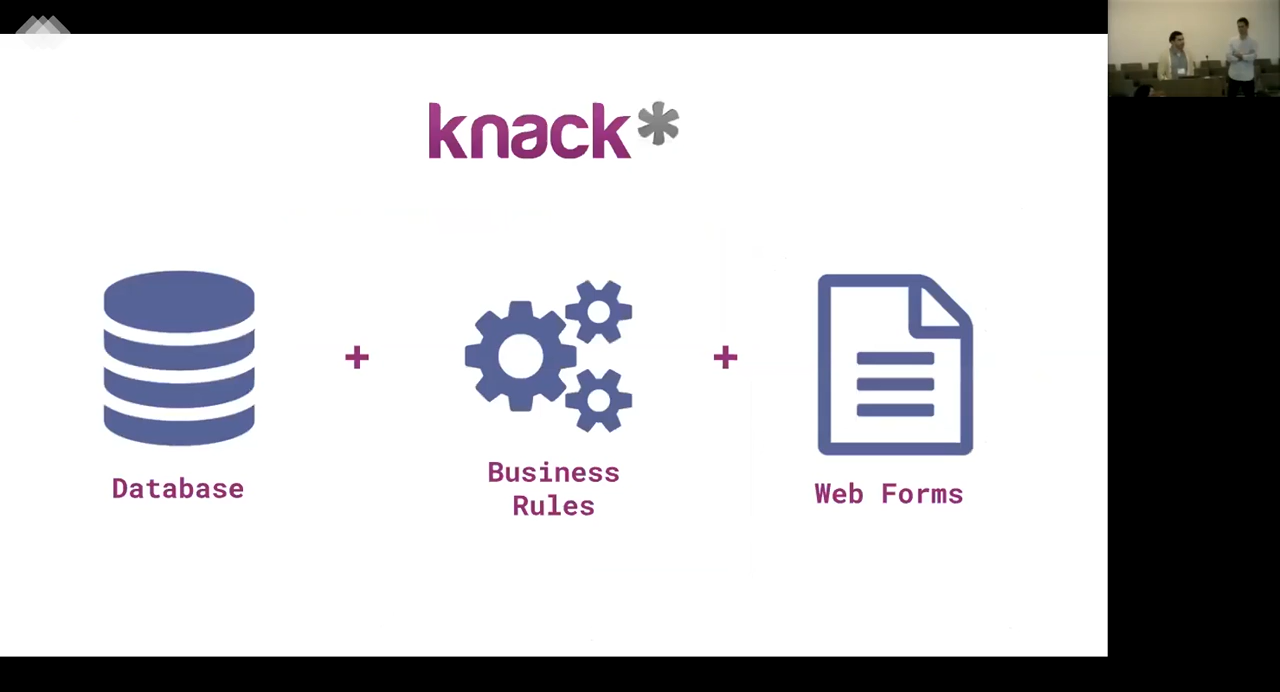 knack*
Database
+
Business
Rules
+
Web Forms